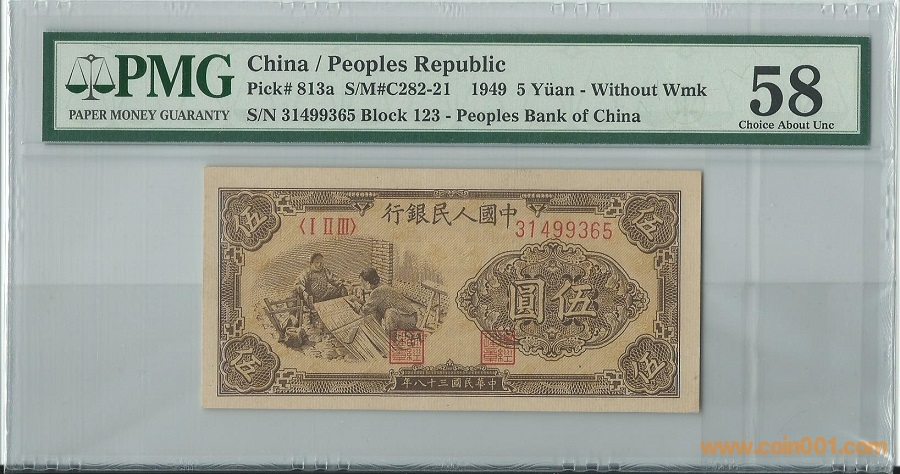 PMG
PAPER MONEY GUARANTY
China / Peoples Republic
Pick# 813a S/M#C282-21 1949 5 Yüan - Without Wmk
S/N 31499365 Block 123 - Peoples Bank of China
58
Choice About Unc
行銀民人國中
〈I II III〉
31499365
伍
伍
圓伍
伍
伍
年八十三國民華中
www.coin001.com